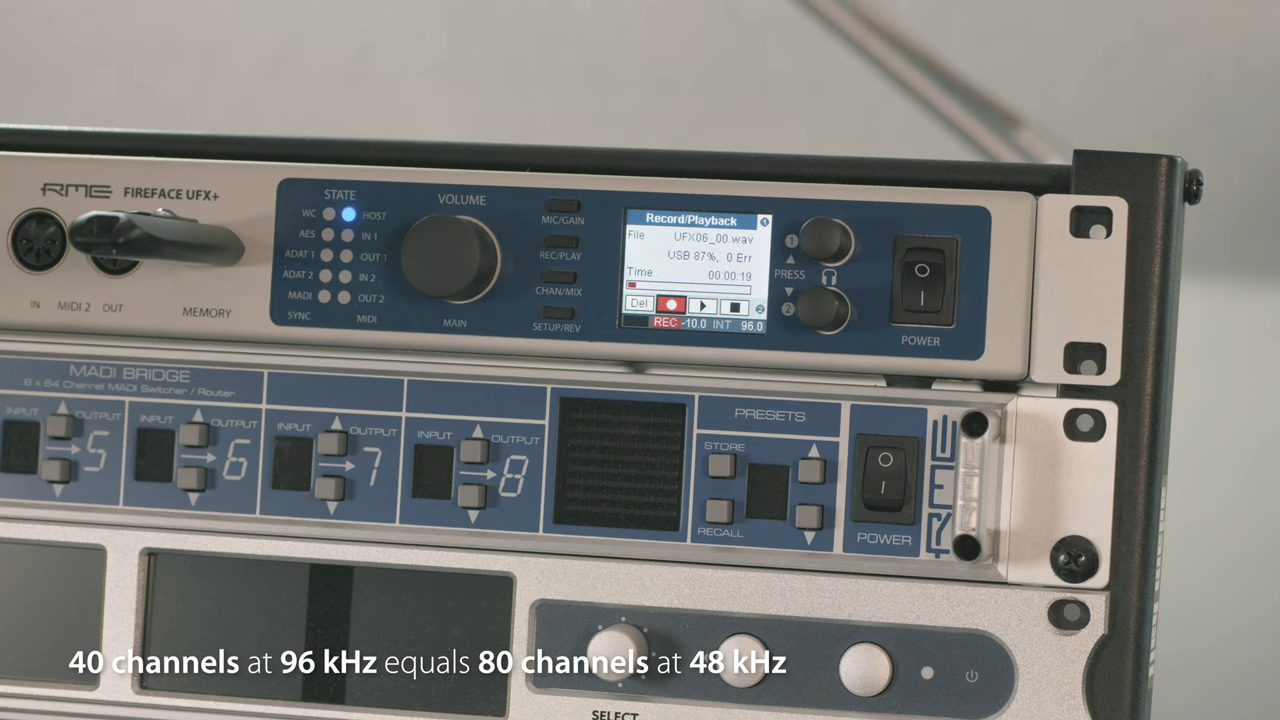 RME FIREFACE UFX+
IN MIDI 2 OUT
MEMORY
STATE
WC HOST
AES IN 1
ADAT 1 OUT 1
ADAT 2 IN 2
MADI OUT 2
SYNC MIDI
VOLUME
MAIN
MIC/GAIN
REC/PLAY
CHAN/MIX
SETUP/REV
Record/Playback 1
File UFX06_00.wav
USB 87%, 0 Err
Time 00:00:19
Del 2
REC -10.0 INT 96.0
1
PRESS
2
POWER
MADI BRIDGE
8 x 64 Channel MADI Switcher / Router
INPUT OUTPUT 5
INPUT OUTPUT 6
INPUT OUTPUT 7
INPUT OUTPUT 8
PRESETS
STORE
RECALL
POWER
RME
SELECT
40 channels at 96 kHz equals 80 channels at 48 kHz